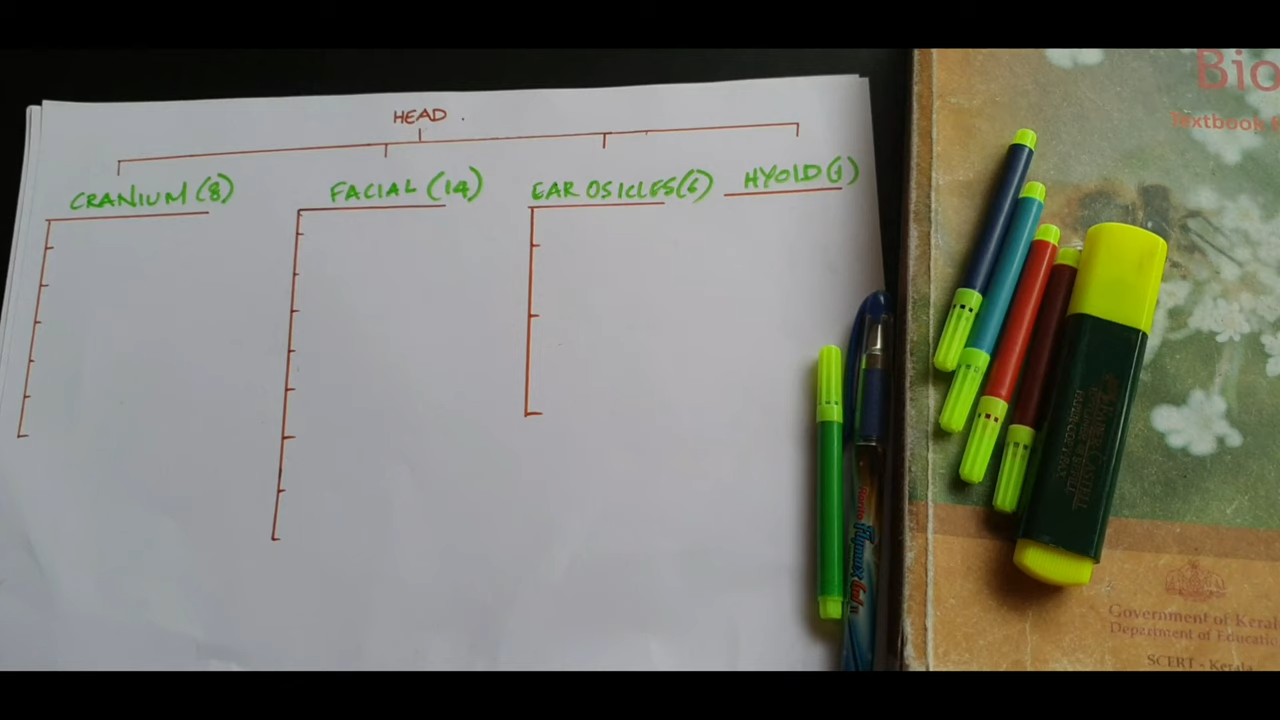 HEAD .
CRANIUM (8)
FACIAL (14)
EAR OSICLES (6)
HYOID (1)
Bio
Textbook
Government of Kerala
Department of Educatio
SCERT - Kerala